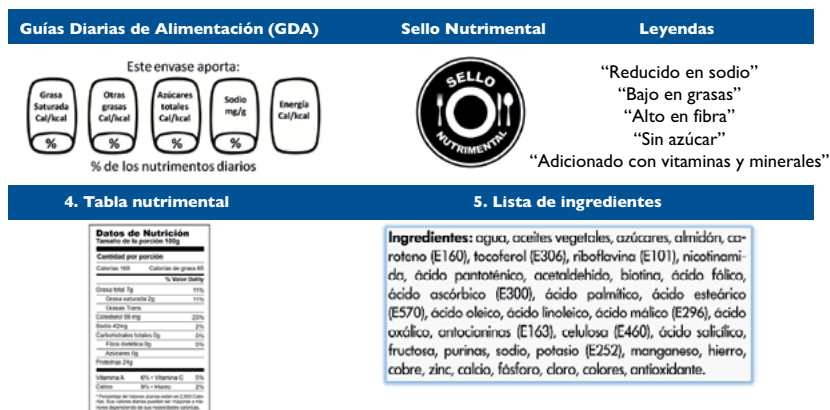 Guías Diarias de Alimentación (GDA)
Sello Nutrimental
Leyendas
Este envase aporta:
Grasa
Saturada
Cal/kcal
%
Otras
grasas
Cal/kcal
%
Azúcares
totales
Cal/kcal
%
Sodio
mg/g
%
Energía
Cal/kcal
% de los nutrimentos diarios
SELLO
NUTRIMENTAL
“Reducido en sodio”
“Bajo en grasas”
“Alto en fibra”
“Sin azúcar”
“Adicionado con vitaminas y minerales”
4. Tabla nutrimental
5. Lista de ingredientes
Datos de Nutrición
Tamaño de la porción 100g
Cantidad por porción
Calorías 169 Calorías de grasa 65
% Valor Dailiy
Grasa total 7g 11%
Grasa saturada 2g 11%
Grasas Trans
Colesterol 68 mg 23%
Sodio 42mg 2%
Carbohidratos totales 0g 0%
Fibra dietética 0g 0%
Azúcares 0g
Proteínas 24g
Vitamina A 6% • Vitamina C 5%
Calcio 9% • Hierro 2%
Ingredientes: agua, aceites vegetales, azúcares, almidón, ca-
roteno (E160), tocoferol (E306), riboflavina (E101), nicotinami-
da, ácido pantoténico, acetaldehido, biotina, ácido fólico,
ácido ascórbico (E300), ácido palmítico, ácido esteárico
(E570), ácido oleico, ácido linoleico, ácido málico (E296), ácido
oxálico, antocianinas (E163), celulosa (E460), ácido salicílico,
fructosa, purinas, sodio, potasio (E252), manganeso, hierro,
cobre, zinc, calcio, fósforo, cloro, colores, antioxidante.